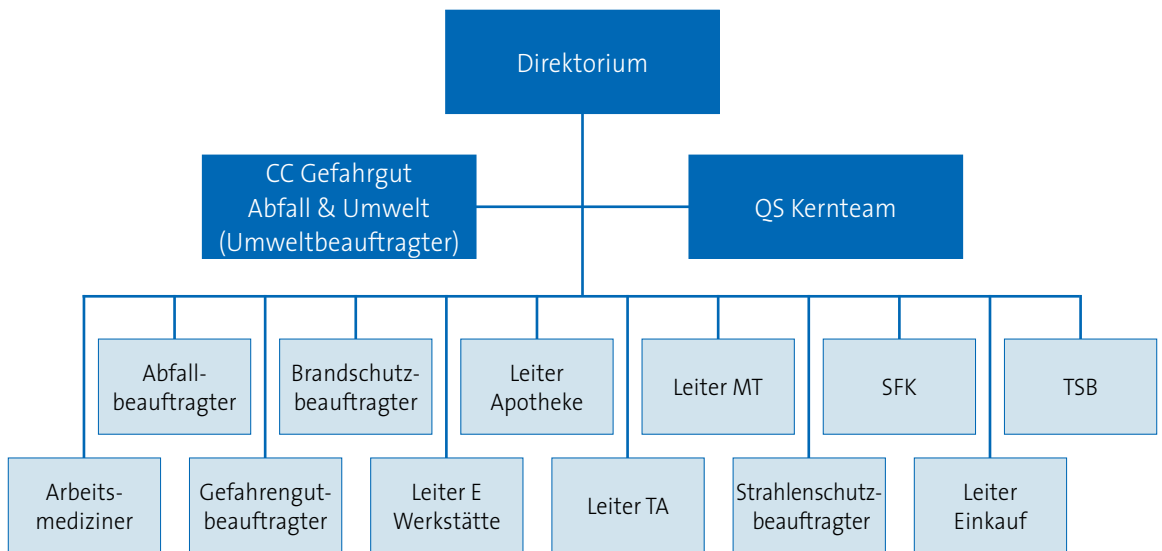 Direktorium
CC Gefahrgut
Abfall & Umwelt
(Umweltbeauftragter)
QS Kernteam
Abfall-
beauftragter
Brandschutz-
beauftragter
Leiter
Apotheke
Leiter MT
SFK
TSB
Arbeits-
mediziner
Gefahrengut-
beauftragter
Leiter E
Werkstätte
Leiter TA
Strahlenschutz-
beauftragter
Leiter
Einkauf